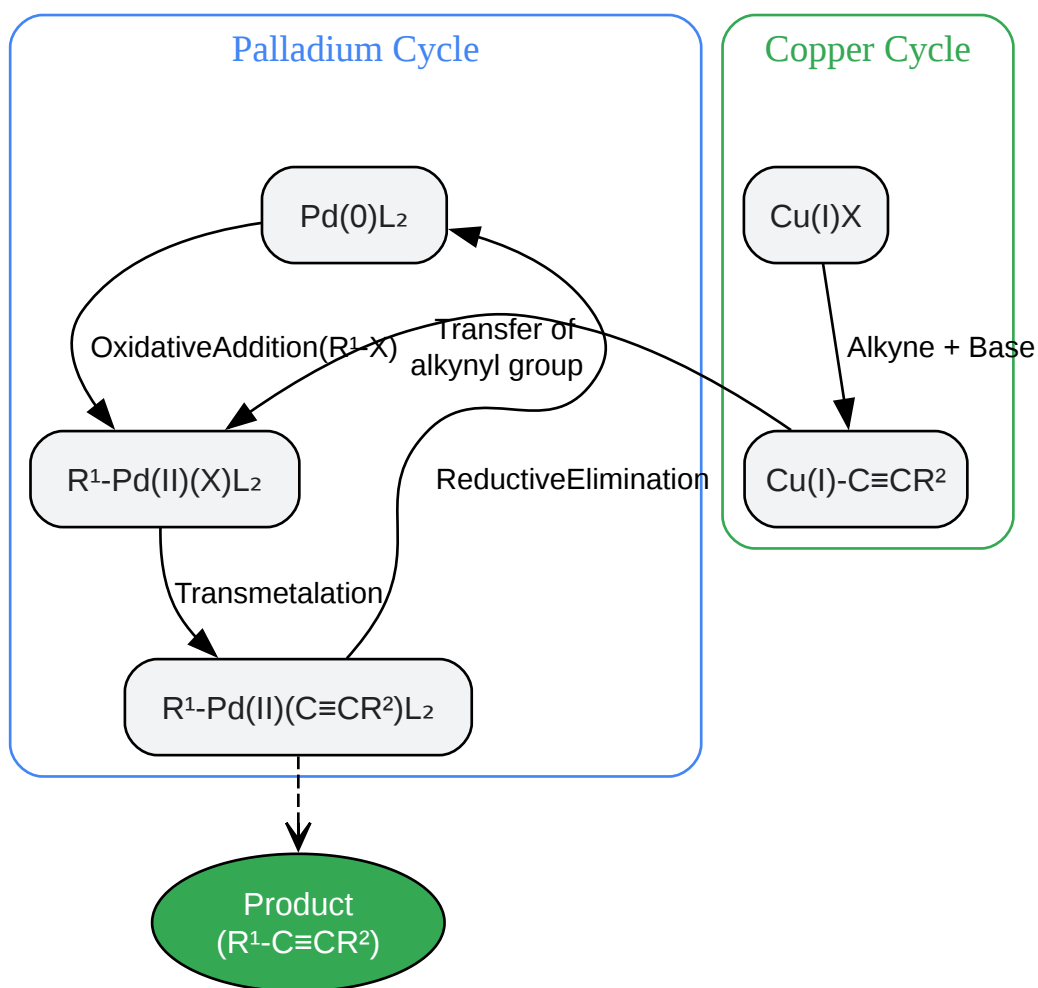 Palladium Cycle
Copper Cycle
Pd(0)L₂
Cu(I)X
OxidativeAddition(R¹-X)
Transfer of
alkynyl group
Alkyne + Base
R¹-Pd(II)(X)L₂
ReductiveElimination
Cu(I)-C≡CR²
Transmetalation
R¹-Pd(II)(C≡CR²)L₂
Product
(R¹-C≡CR²)